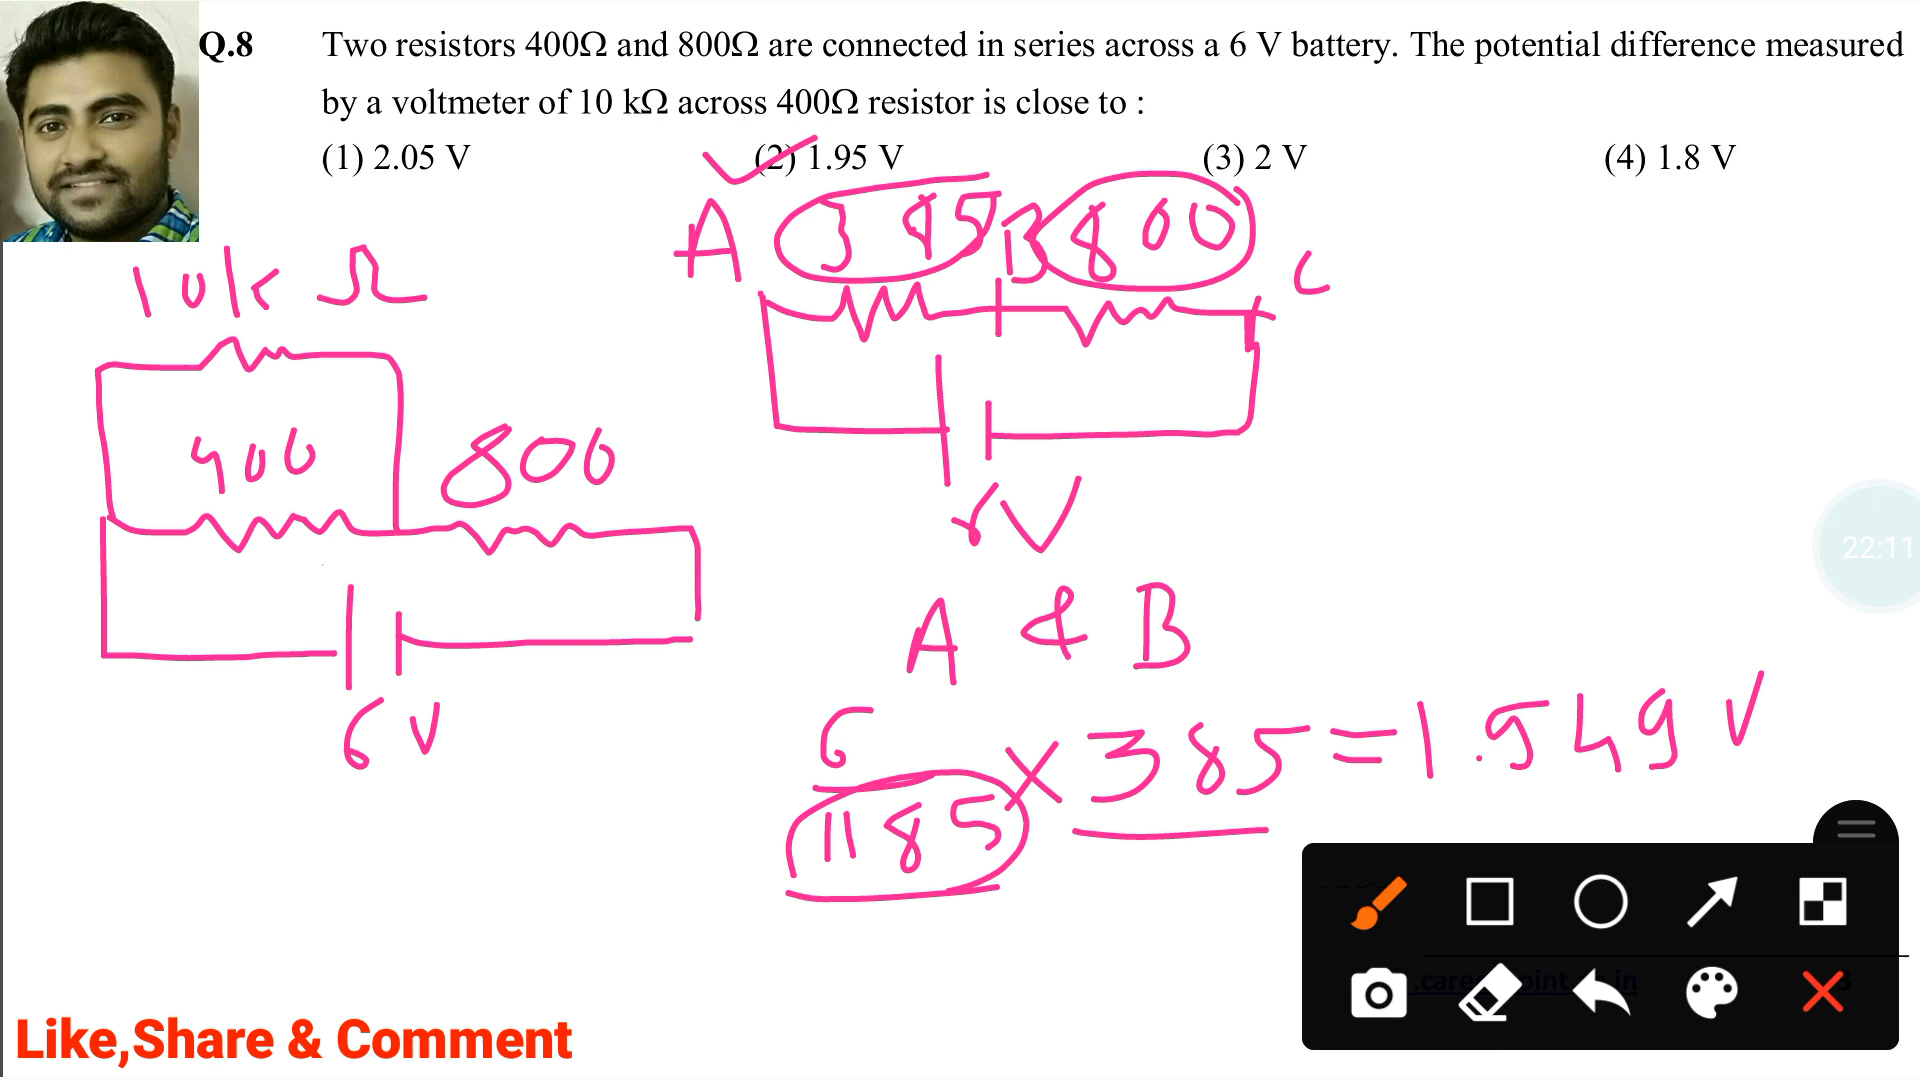 Q.8 Two resistors 400Ω and 800Ω are connected in series across a 6 V battery. The potential difference measured
by a voltmeter of 10 kΩ across 400Ω resistor is close to :
(1) 2.05 V (2) 1.95 V (3) 2 V (4) 1.8 V
A 385 B 800 C
10k Ω
400 800
6V
6V
A & B
6
1185 × 385 = 1.949 V
22:11
Like,Share & Comment